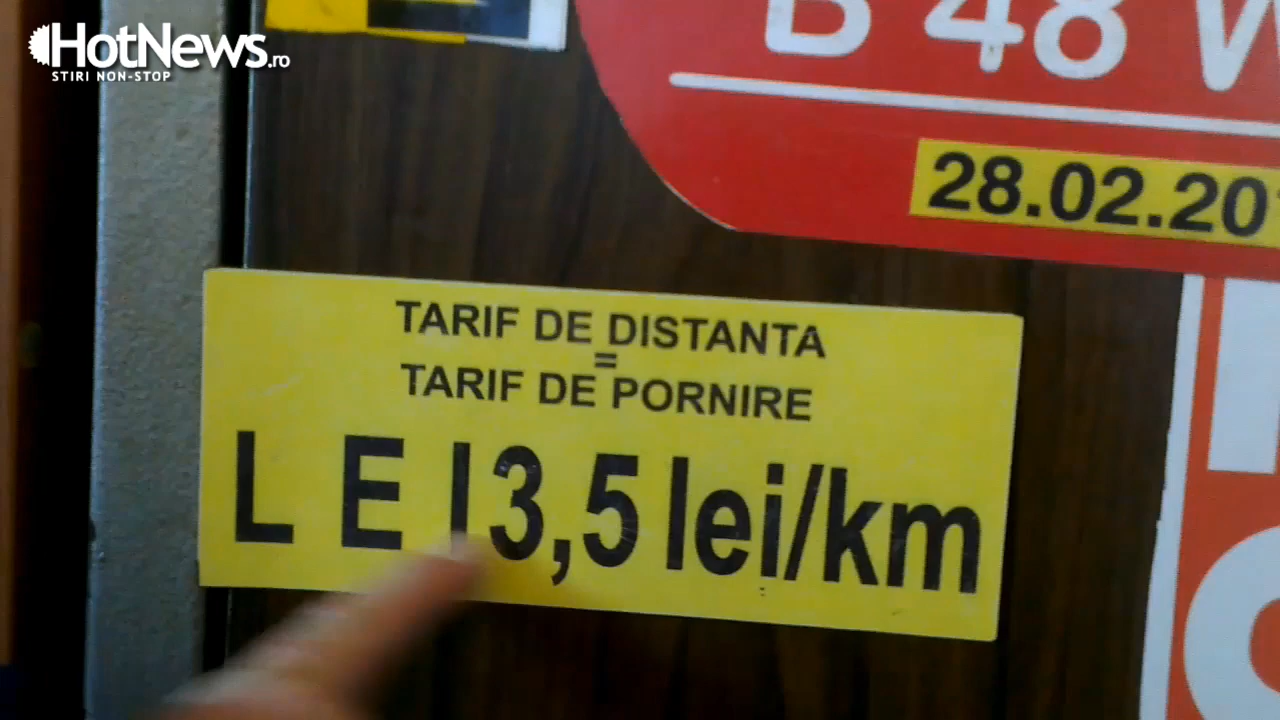 HotNews.ro
STIRI NON-STOP
B 48 W
28.02.20
TARIF DE DISTANTA
=
TARIF DE PORNIRE
L E I 3,5 lei/km